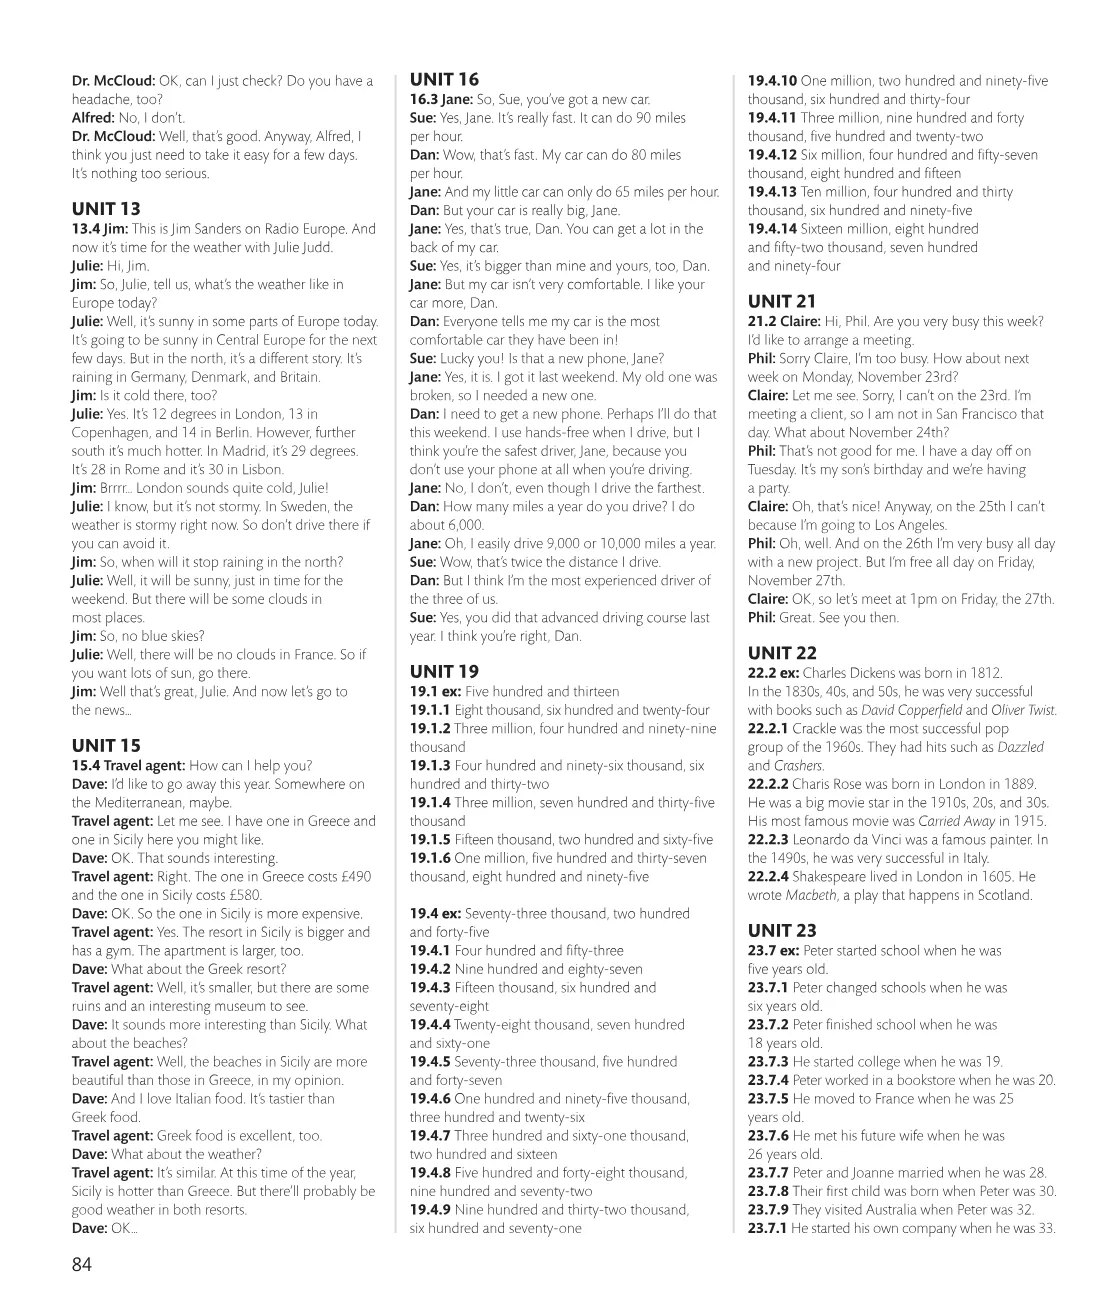 Dr. McCloud: OK, can I just check? Do you have a
headache, too?
Alfred: No, I don't.
Dr. McCloud: Well, that's good. Anyway, Alfred, I
think you just need to take it easy for a few days.
It's nothing too serious.
UNIT 13
13.4 Jim: This is Jim Sanders on Radio Europe. And
now it's time for the weather with Julie Judd.
Julie: Hi, Jim.
Jim: So, Julie, tell us, what's the weather like in
Europe today?
Julie: Well, it's sunny in some parts of Europe today.
It's going to be sunny in Central Europe for the next
few days. But in the north, it's a different story. It's
raining in Germany, Denmark, and Britain.
Jim: Is it cold there, too?
Julie: Yes. It's 12 degrees in London, 13 in
Copenhagen, and 14 in Berlin. However, further
south it's much hotter. In Madrid, it's 29 degrees.
It's 28 in Rome and it's 30 in Lisbon.
Jim: Brrrr... London sounds quite cold, Julie!
Julie: I know, but it's not stormy. In Sweden, the
weather is stormy right now. So don't drive there if
you can avoid it.
Jim: So, when will it stop raining in the north?
Julie: Well, it will be sunny, just in time for the
weekend. But there will be some clouds in
most places.
Jim: So, no blue skies?
Julie: Well, there will be no clouds in France. So if
you want lots of sun, go there.
Jim: Well that's great, Julie. And now let's go to
the news...
UNIT 15
15.4 Travel agent: How can I help you?
Dave: I'd like to go away this year. Somewhere on
the Mediterranean, maybe.
Travel agent: Let me see. I have one in Greece and
one in Sicily here you might like.
Dave: OK. That sounds interesting.
Travel agent: Right. The one in Greece costs £490
and the one in Sicily costs £580.
Dave: OK. So the one in Sicily is more expensive.
Travel agent: Yes. The resort in Sicily is bigger and
has a gym. The apartment is larger, too.
Dave: What about the Greek resort?
Travel agent: Well, it's smaller, but there are some
ruins and an interesting museum to see.
Dave: It sounds more interesting than Sicily. What
about the beaches?
Travel agent: Well, the beaches in Sicily are more
beautiful than those in Greece, in my opinion.
Dave: And I love Italian food. It's tastier than
Greek food.
Travel agent: Greek food is excellent, too.
Dave: What about the weather?
Travel agent: It's similar. At this time of the year,
Sicily is hotter than Greece. But there'll probably be
good weather in both resorts.
Dave: OK...
UNIT 16
16.3 Jane: So, Sue, you've got a new car.
Sue: Yes, Jane. It's really fast. It can do 90 miles
per hour.
Dan: Wow, that's fast. My car can do 80 miles
per hour.
Jane: And my little car can only do 65 miles per hour.
Dan: But your car is really big, Jane.
Jane: Yes, that's true, Dan. You can get a lot in the
back of my car.
Sue: Yes, it's bigger than mine and yours, too, Dan.
Jane: But my car isn't very comfortable. I like your
car more, Dan.
Dan: Everyone tells me my car is the most
comfortable car they have been in!
Sue: Lucky you! Is that a new phone, Jane?
Jane: Yes, it is. I got it last weekend. My old one was
broken, so I needed a new one.
Dan: I need to get a new phone. Perhaps I'll do that
this weekend. I use hands-free when I drive, but I
think you're the safest driver, Jane, because you
don't use your phone at all when you're driving.
Jane: No, I don't, even though I drive the farthest.
Dan: How many miles a year do you drive? I do
about 6,000.
Jane: Oh, I easily drive 9,000 or 10,000 miles a year.
Sue: Wow, that's twice the distance I drive.
Dan: But I think I'm the most experienced driver of
the three of us.
Sue: Yes, you did that advanced driving course last
year. I think you're right, Dan.
UNIT 19
19.1 ex: Five hundred and thirteen
19.1.1 Eight thousand, six hundred and twenty-four
19.1.2 Three million, four hundred and ninety-nine
thousand
19.1.3 Four hundred and ninety-six thousand, six
hundred and thirty-two
19.1.4 Three million, seven hundred and thirty-five
thousand
19.1.5 Fifteen thousand, two hundred and sixty-five
19.1.6 One million, five hundred and thirty-seven
thousand, eight hundred and ninety-five
19.4 ex: Seventy-three thousand, two hundred
and forty-five
19.4.1 Four hundred and fifty-three
19.4.2 Nine hundred and eighty-seven
19.4.3 Fifteen thousand, six hundred and
seventy-eight
19.4.4 Twenty-eight thousand, seven hundred
and sixty-one
19.4.5 Seventy-three thousand, five hundred
and forty-seven
19.4.6 One hundred and ninety-five thousand,
three hundred and twenty-six
19.4.7 Three hundred and sixty-one thousand,
two hundred and sixteen
19.4.8 Five hundred and forty-eight thousand,
nine hundred and seventy-two
19.4.9 Nine hundred and thirty-two thousand,
six hundred and seventy-one
19.4.10 One million, two hundred and ninety-five
thousand, six hundred and thirty-four
19.4.11 Three million, nine hundred and forty
thousand, five hundred and twenty-two
19.4.12 Six million, four hundred and fifty-seven
thousand, eight hundred and fifteen
19.4.13 Ten million, four hundred and thirty
thousand, six hundred and ninety-five
19.4.14 Sixteen million, eight hundred
and fifty-two thousand, seven hundred
and ninety-four
UNIT 21
21.2 Claire: Hi, Phil. Are you very busy this week?
I'd like to arrange a meeting.
Phil: Sorry Claire, I'm too busy. How about next
week on Monday, November 23rd?
Claire: Let me see. Sorry, I can't on the 23rd. I'm
meeting a client, so I am not in San Francisco that
day. What about November 24th?
Phil: That's not good for me. I have a day off on
Tuesday. It's my son's birthday and we're having
a party.
Claire: Oh, that's nice! Anyway, on the 25th I can't
because I'm going to Los Angeles.
Phil: Oh, well. And on the 26th I'm very busy all day
with a new project. But I'm free all day on Friday,
November 27th.
Claire: OK, so let's meet at 1pm on Friday, the 27th.
Phil: Great. See you then.
UNIT 22
22.2 ex: Charles Dickens was born in 1812.
In the 1830s, 40s, and 50s, he was very successful
with books such as David Copperfield and Oliver Twist.
22.2.1 Crackle was the most successful pop
group of the 1960s. They had hits such as Dazzled
and Crashers.
22.2.2 Charis Rose was born in London in 1889.
He was a big movie star in the 1910s, 20s, and 30s.
His most famous movie was Carried Away in 1915.
22.2.3 Leonardo da Vinci was a famous painter. In
the 1490s, he was very successful in Italy.
22.2.4 Shakespeare lived in London in 1605. He
wrote Macbeth, a play that happens in Scotland.
UNIT 23
23.7 ex: Peter started school when he was
five years old.
23.7.1 Peter changed schools when he was
six years old.
23.7.2 Peter finished school when he was
18 years old.
23.7.3 He started college when he was 19.
23.7.4 Peter worked in a bookstore when he was 20.
23.7.5 He moved to France when he was 25
years old.
23.7.6 He met his future wife when he was
26 years old.
23.7.7 Peter and Joanne married when he was 28.
23.7.8 Their first child was born when Peter was 30.
23.7.9 They visited Australia when Peter was 32.
23.7.1 He started his own company when he was 33.
84